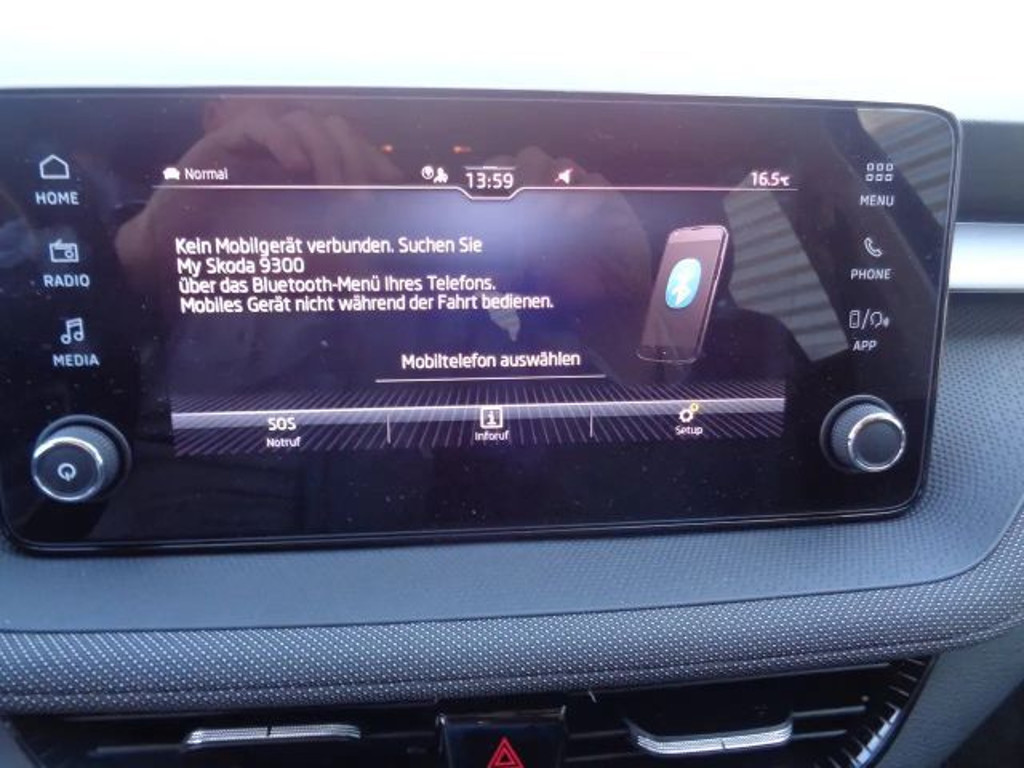 Normal
13:59
16.5°C
HOME
RADIO
MEDIA
Kein Mobilgerät verbunden. Suchen Sie
My Skoda 9300
über das Bluetooth-Menü Ihres Telefons.
Mobiles Gerät nicht während der Fahrt bedienen.
Mobiltelefon auswählen
SOS
Notruf
Inforuf
Setup
MENU
PHONE
APP